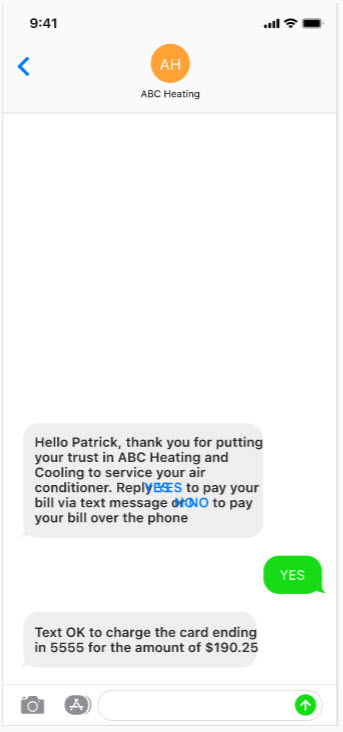 9:41
AH
ABC Heating
Hello Patrick, thank you for putting
your trust in ABC Heating and
Cooling to service your air
conditioner. Reply YES to pay your
bill via text message or NO to pay
your bill over the phone
YES
Text OK to charge the card ending
in 5555 for the amount of $190.25